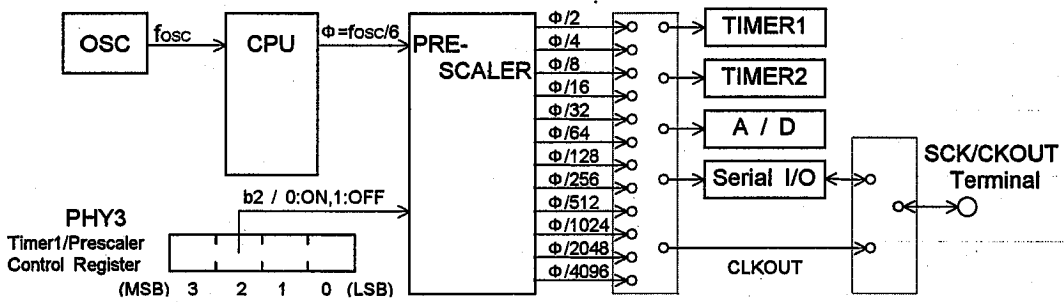 OSC
fosc
CPU
Φ=fosc/6
PRE-
SCALER
Φ/2
Φ/4
Φ/8
Φ/16
Φ/32
Φ/64
Φ/128
Φ/256
Φ/512
Φ/1024
Φ/2048
Φ/4096
TIMER1
TIMER2
A / D
Serial I/O
CLKOUT
SCK/CKOUT
Terminal
b2 / 0:ON,1:OFF
PHY3
Timer1/Prescaler
Control Register
(MSB) 3 2 1 0 (LSB)